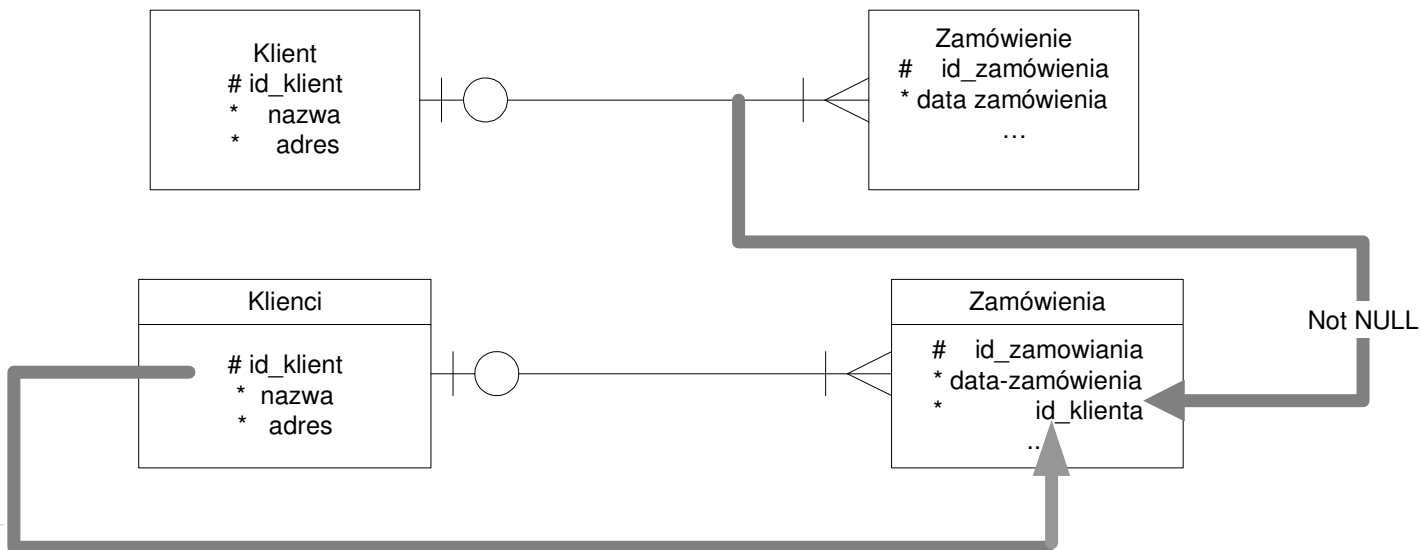 Klient
# id_klient
* nazwa
* adres
Zamówienie
# id_zamówienia
* data zamówienia
...
Not NULL
Klienci
# id_klient
* nazwa
* adres
Zamówienia
# id_zamowiania
* data-zamówienia
* id_klienta
...